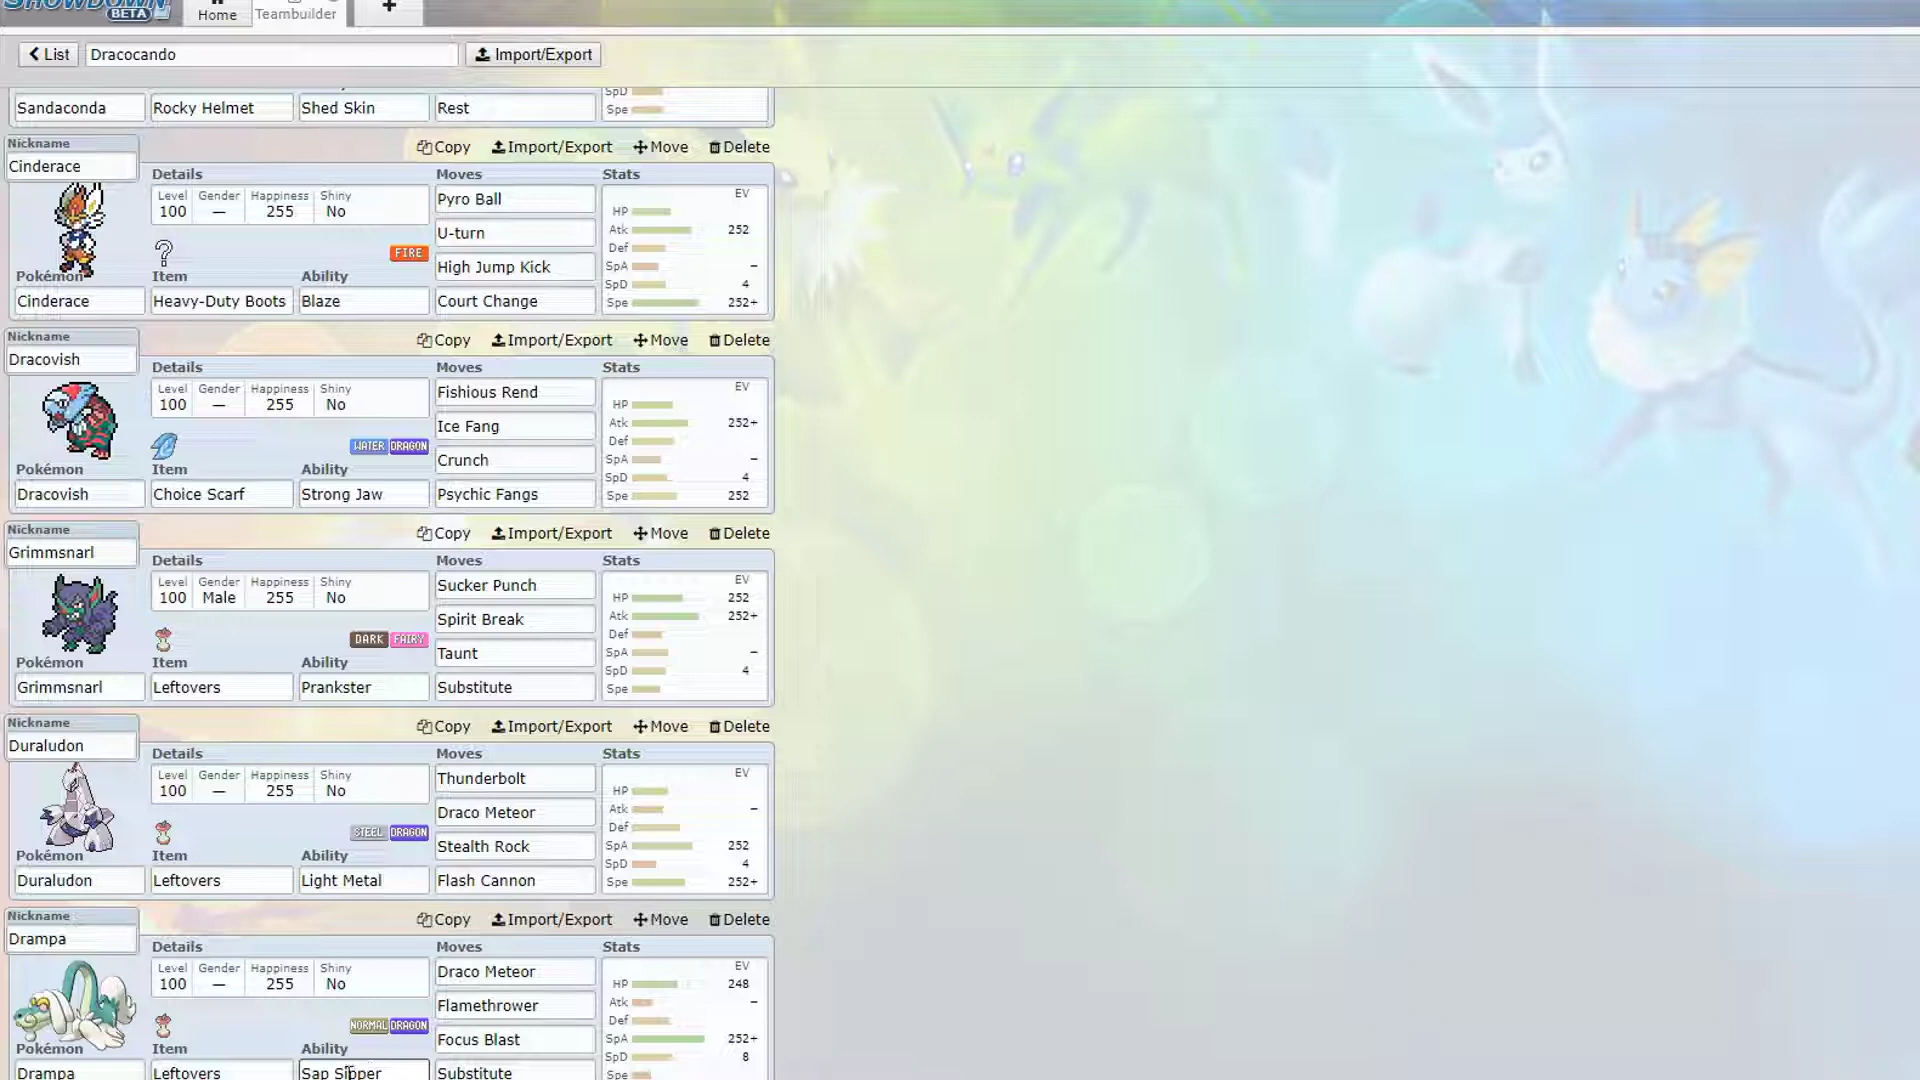 SHOWDOWN
BETA
Home
Teambuilder
+
List
Dracocando
Import/Export
Sandaconda Rocky Helmet Shed Skin Rest
SpD
Spe
Nickname
Cinderace
Copy Import/Export Move Delete
Details Moves Stats
Level Gender Happiness Shiny
100 — 255 No
FIRE
Pokémon Item Ability
Cinderace Heavy-Duty Boots Blaze
Pyro Ball
U-turn
High Jump Kick
Court Change
EV
HP
Atk 252
Def
SpA –
SpD 4
Spe 252+
Nickname
Dracovish
Copy Import/Export Move Delete
Details Moves Stats
Level Gender Happiness Shiny
100 — 255 No
WATER DRAGON
Pokémon Item Ability
Dracovish Choice Scarf Strong Jaw
Fishious Rend
Ice Fang
Crunch
Psychic Fangs
EV
HP
Atk 252+
Def
SpA –
SpD 4
Spe 252
Nickname
Grimmsnarl
Copy Import/Export Move Delete
Details Moves Stats
Level Gender Happiness Shiny
100 Male 255 No
DARK FAIRY
Pokémon Item Ability
Grimmsnarl Leftovers Prankster
Sucker Punch
Spirit Break
Taunt
Substitute
EV
HP 252
Atk 252+
Def
SpA –
SpD 4
Spe
Nickname
Duraludon
Copy Import/Export Move Delete
Details Moves Stats
Level Gender Happiness Shiny
100 — 255 No
STEEL DRAGON
Pokémon Item Ability
Duraludon Leftovers Light Metal
Thunderbolt
Draco Meteor
Stealth Rock
Flash Cannon
EV
HP
Atk –
Def
SpA 252
SpD 4
Spe 252+
Nickname
Drampa
Copy Import/Export Move Delete
Details Moves Stats
Level Gender Happiness Shiny
100 — 255 No
NORMAL DRAGON
Pokémon Item Ability
Drampa Leftovers Sap Sipper
Draco Meteor
Flamethrower
Focus Blast
Substitute
EV
HP 248
Atk –
Def
SpA 252+
SpD 8
Spe